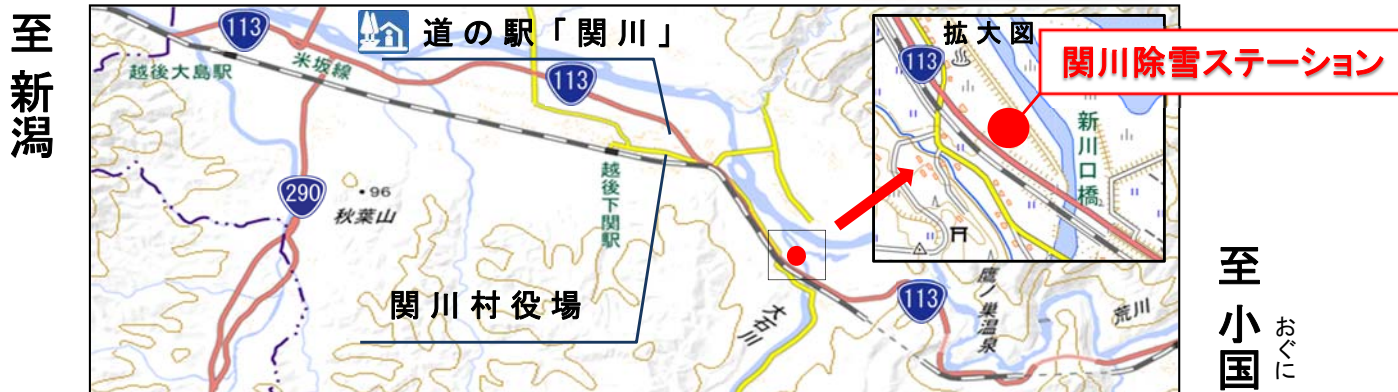 至 新潟
113
道の駅「関川」
拡大図
関川除雪ステーション
113
越後大島駅
米坂線
113
新川口橋
290
・96
秋葉山
越後下関駅
関川村役場
大石川
113
鷹ノ巣温泉
荒川
至 小国
おぐに